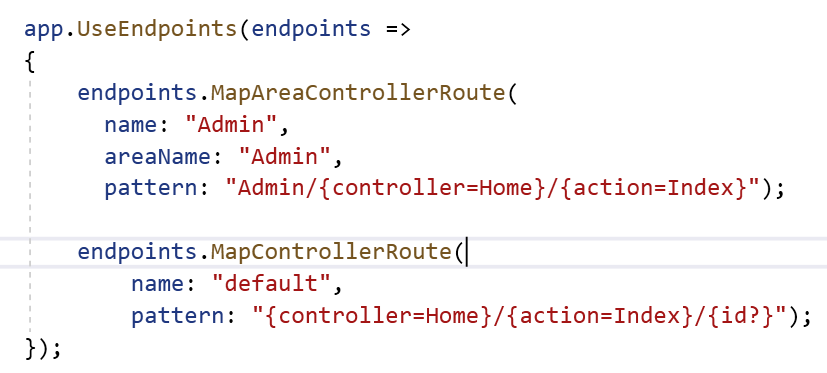 app.UseEndpoints(endpoints =>
{
    endpoints.MapAreaControllerRoute(
      name: "Admin",
      areaName: "Admin",
      pattern: "Admin/{controller=Home}/{action=Index}");

    endpoints.MapControllerRoute(
        name: "default",
        pattern: "{controller=Home}/{action=Index}/{id?}");
});